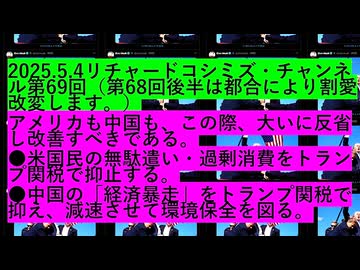 2025.5.4リチャードコシミズ・チャンネ
ル第69回（第68回後半は都合により割愛
改変します。）
アメリカも中国も、この際、大いに反省
し改善すべきである。
●米国民の無駄遣い・過剰消費をトラン
プ関税で抑止する。
●中国の「経済暴走」をトランプ関税で
抑え、減速させて環境保全を図る。